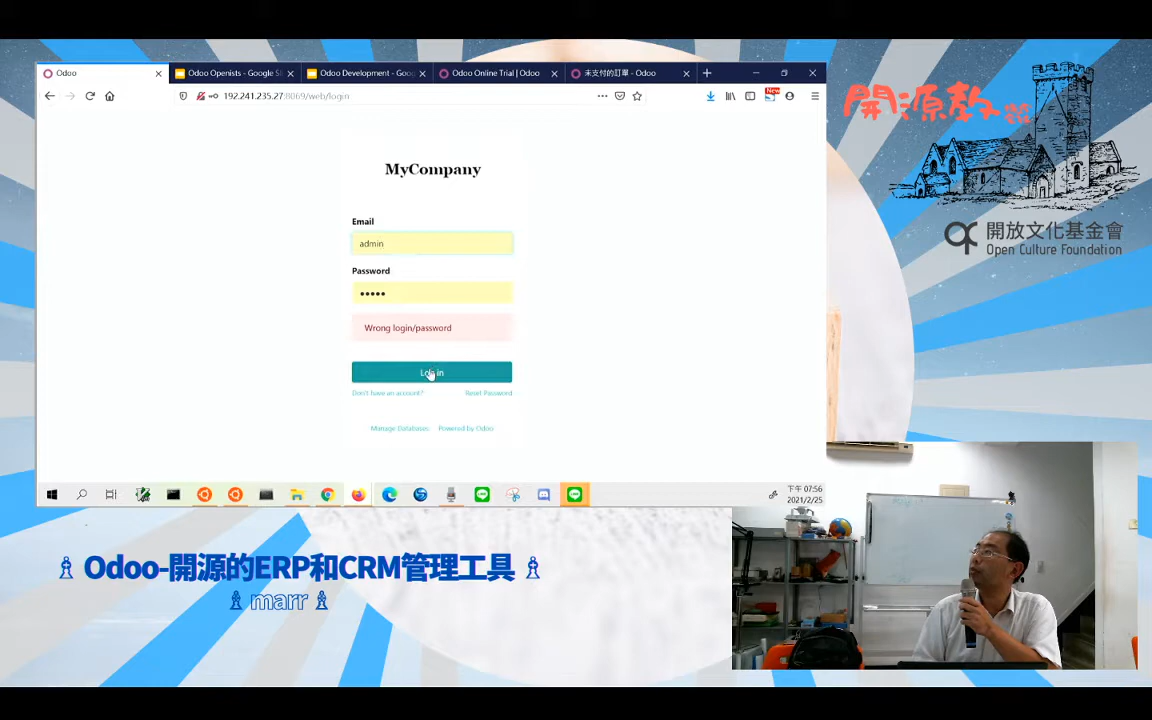 Odoo
Odoo Openists - Google Sl
Odoo Development - Goo
Odoo Online Trial | Odoo
未支付的訂單 - Odoo
192.241.235.27:8069/web/login
New
開源教
MyCompany
Email
admin
Password
•••••
Wrong login/password
Log in
Don't have an account?
Reset Password
Manage Databases
Powered by Odoo
開放文化基金會
Open Culture Foundation
下午 07:56
2021/2/25
Odoo-開源的ERP和CRM管理工具
marr